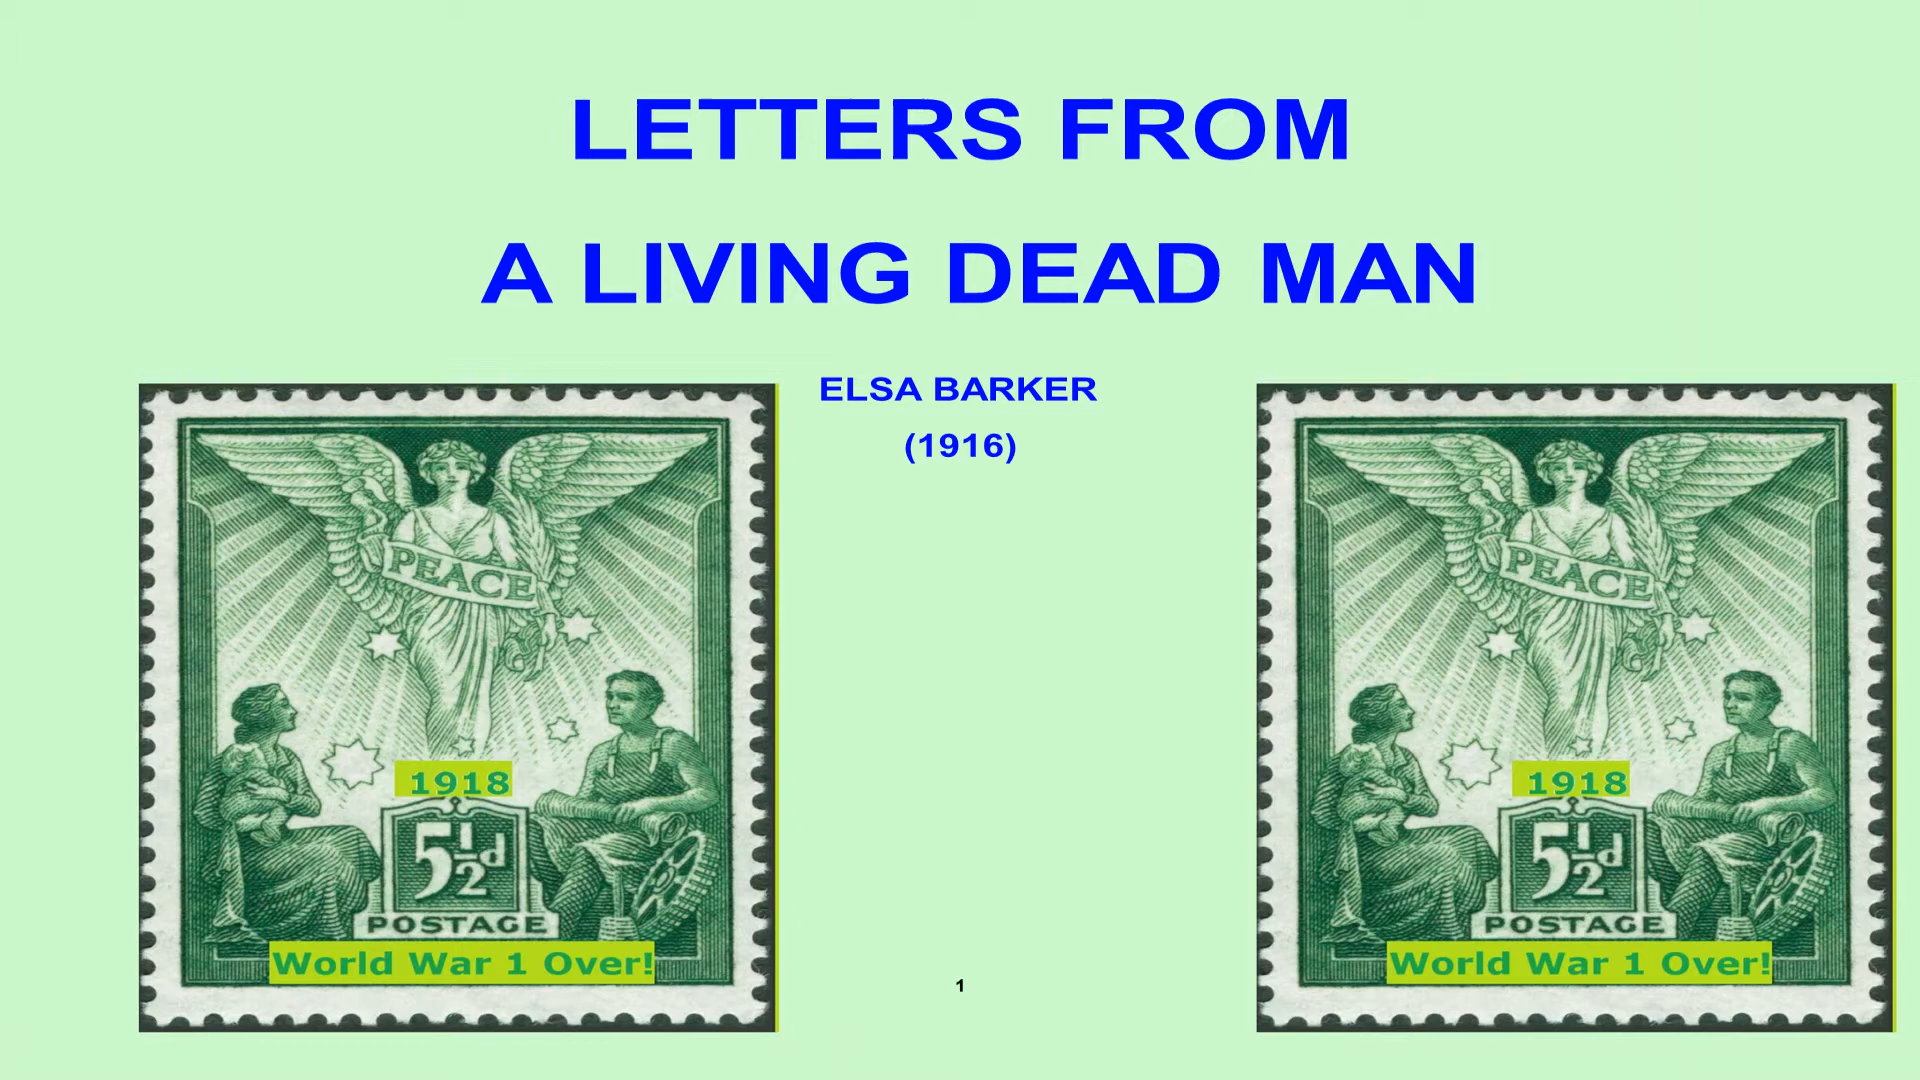 LETTERS FROM
A LIVING DEAD MAN
ELSA BARKER
(1916)
PEACE
1918
5½d
POSTAGE
World War 1 Over!
PEACE
1918
5½d
POSTAGE
World War 1 Over!
1